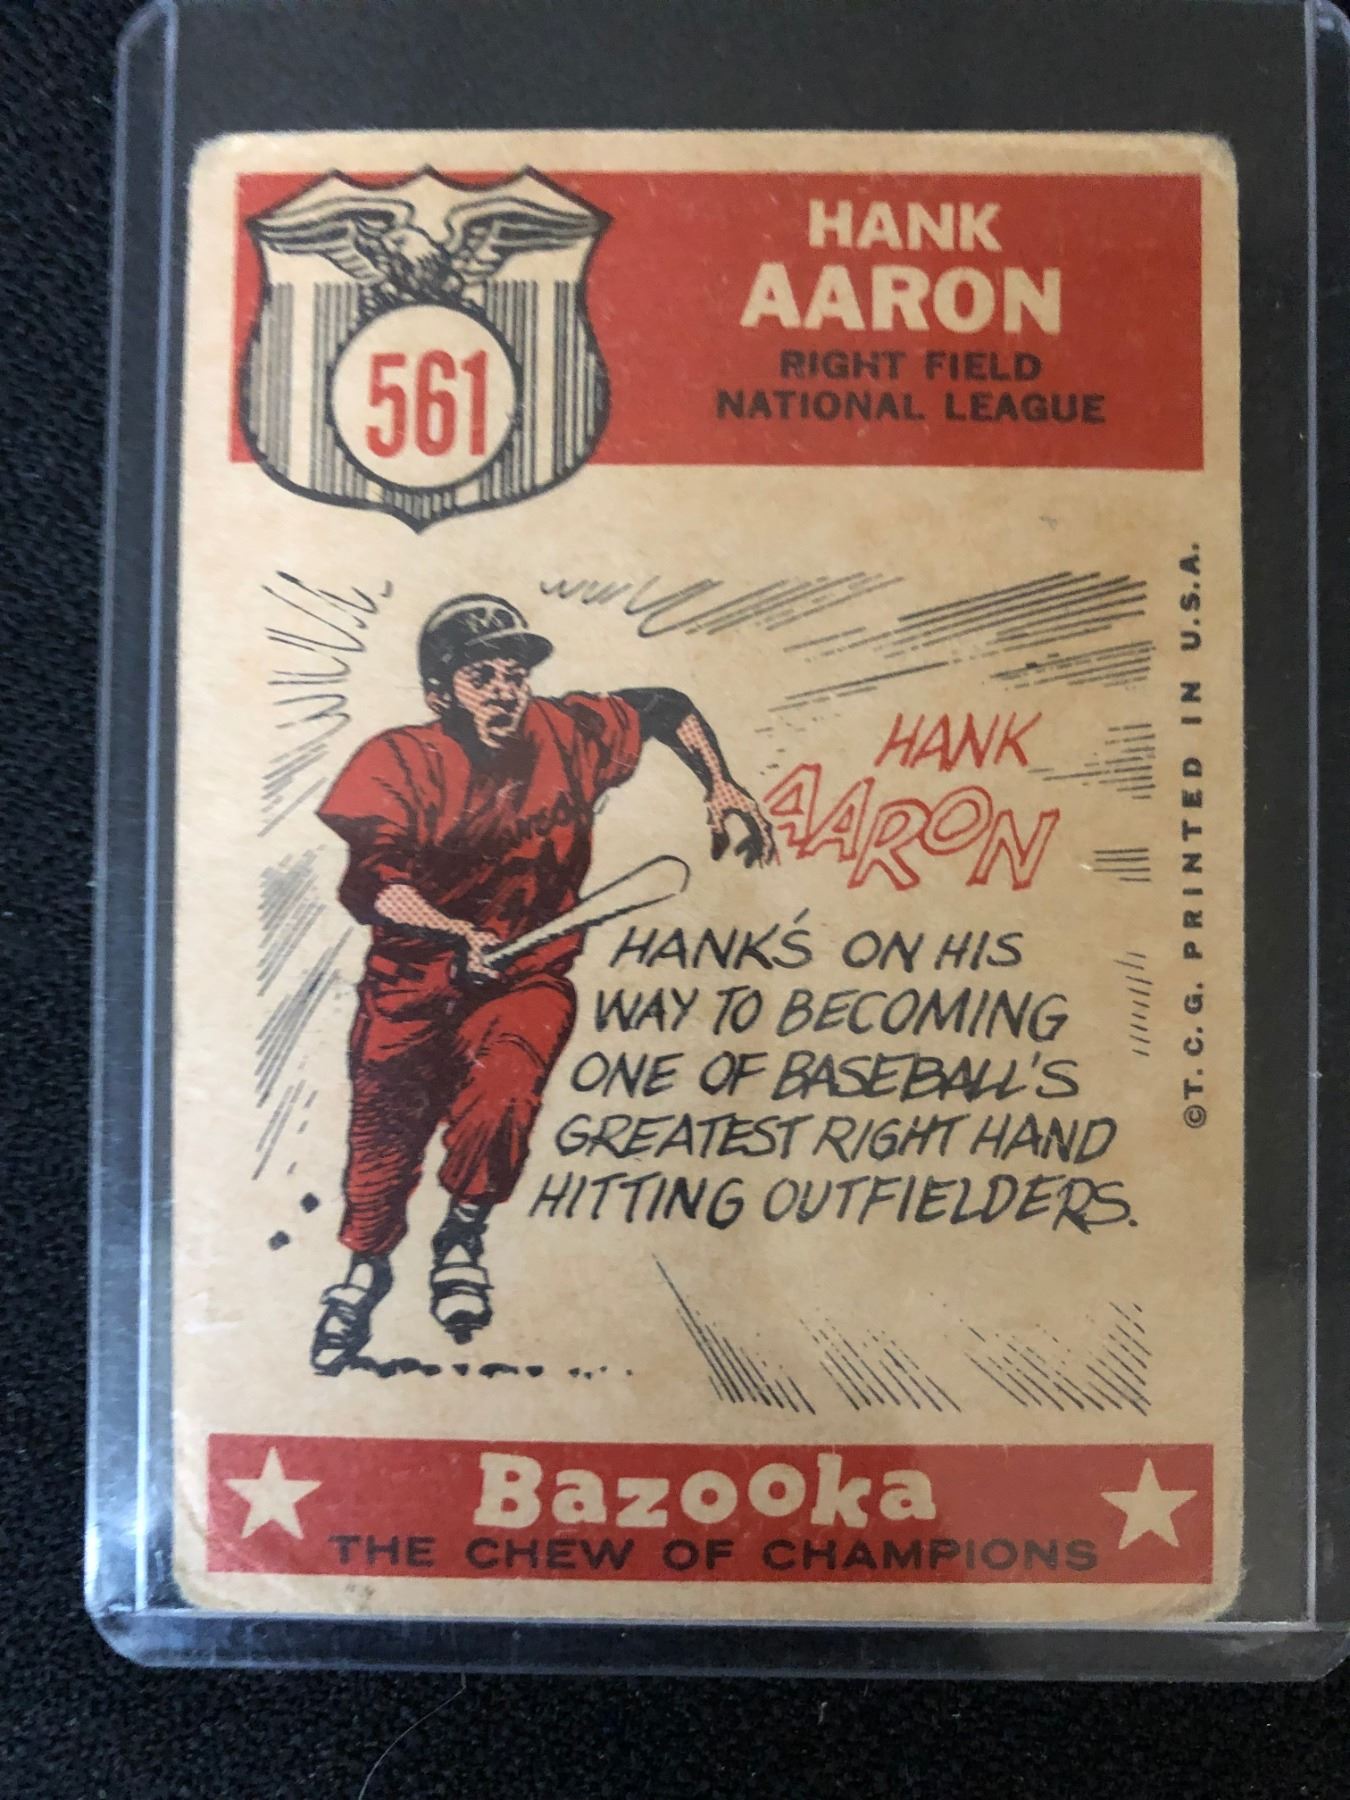 561
HANK
AARON
RIGHT FIELD
NATIONAL LEAGUE
M
HANK
AARON
HANK'S ON HIS
WAY TO BECOMING
ONE OF BASEBALL'S
GREATEST RIGHT HAND
HITTING OUTFIELDERS.
©T. C. G. PRINTED IN U.S.A.
Bazooka
THE CHEW OF CHAMPIONS